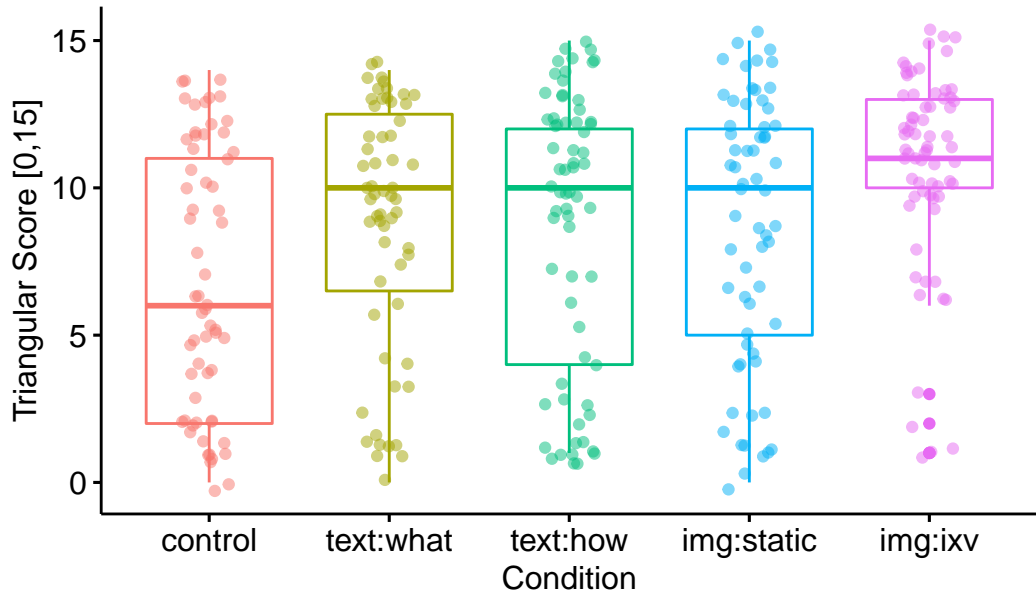 Triangular Score [0,15]
15
10
5
0
control
text:what
text:how
img:static
img:ixv
Condition